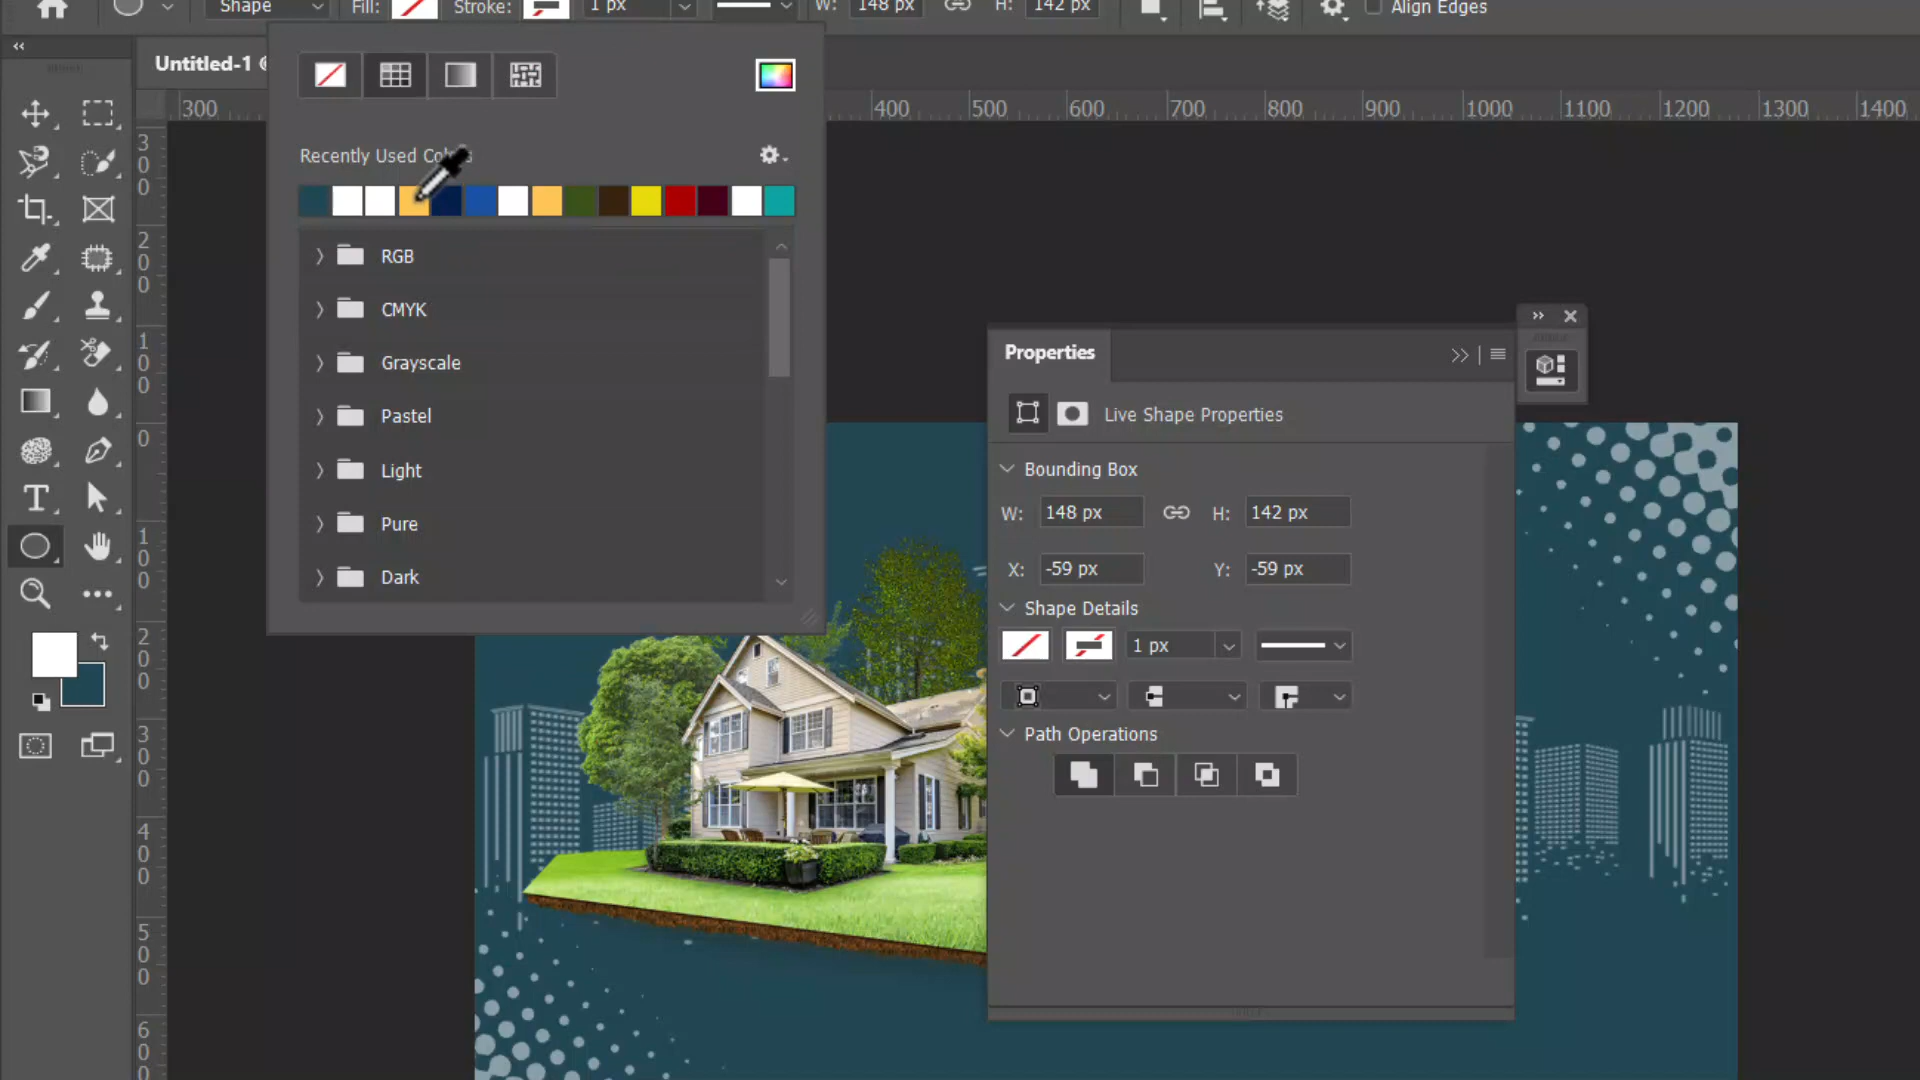 Shape Fill: Stroke: 1 px W: 148 px H: 142 px Align Edges
Untitled-1
300 400 500 600 700 800 900 1000 1100 1200 1300 1400
Recently Used
RGB
CMYK
Grayscale
Pastel
Light
Pure
Dark
300
200
100
0
100
200
300
400
500
600
Properties
Live Shape Properties
Bounding Box
W: 148 px H: 142 px
X: -59 px Y: -59 px
Shape Details
1 px
Path Operations